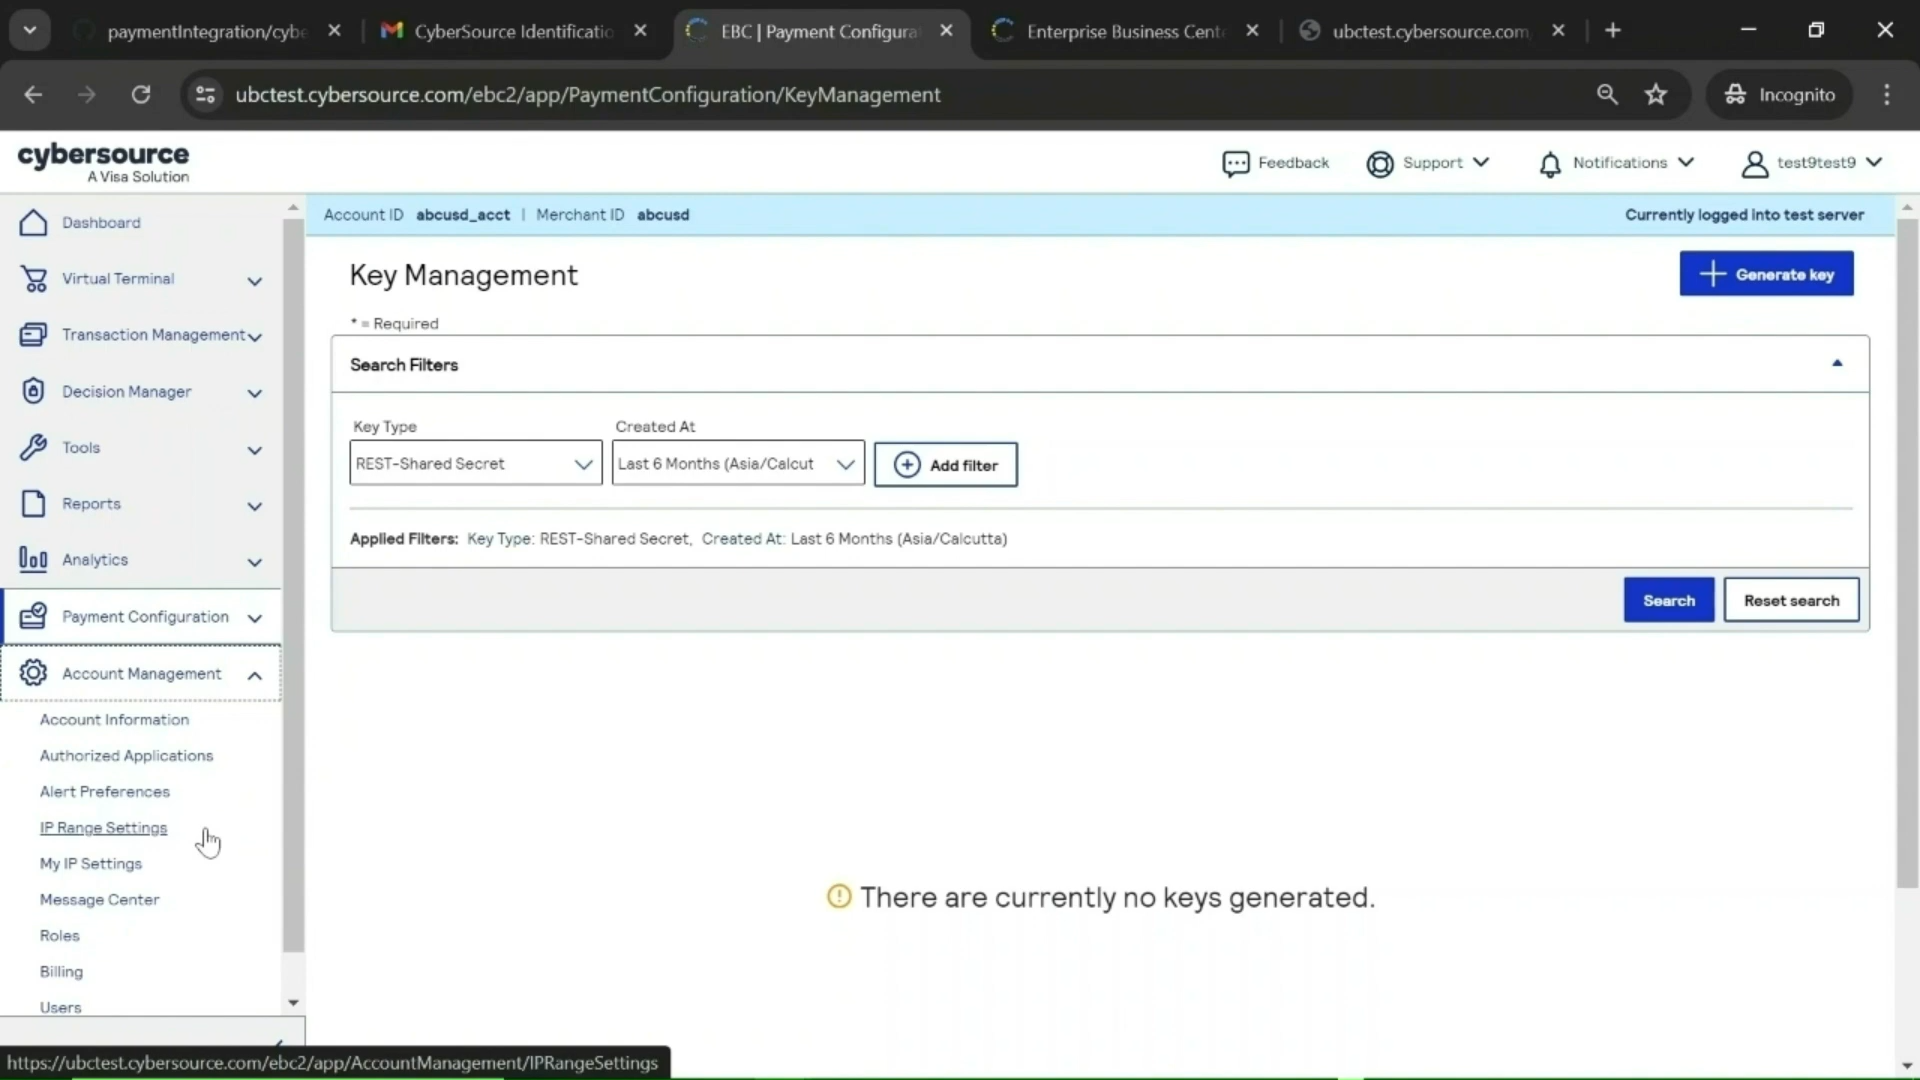 paymentIntegration/cybe
CyberSource Identificatio
EBC | Payment Configura
Enterprise Business Cente
ubctest.cybersource.com
ubctest.cybersource.com/ebc2/app/PaymentConfiguration/KeyManagement
Incognito
cybersource
A Visa Solution
Feedback
Support
Notifications
test9test9
Account ID abcusd_acct | Merchant ID abcusd
Currently logged into test server
Dashboard
Virtual Terminal
Transaction Management
Decision Manager
Tools
Reports
Analytics
Payment Configuration
Account Management
Account Information
Authorized Applications
Alert Preferences
IP Range Settings
My IP Settings
Message Center
Roles
Billing
Users
Key Management
Generate key
* = Required
Search Filters
Key Type
Created At
REST-Shared Secret
Last 6 Months (Asia/Calcut
Add filter
Applied Filters: Key Type: REST-Shared Secret, Created At: Last 6 Months (Asia/Calcutta)
Search
Reset search
There are currently no keys generated.
https://ubctest.cybersource.com/ebc2/app/AccountManagement/IPRangeSettings